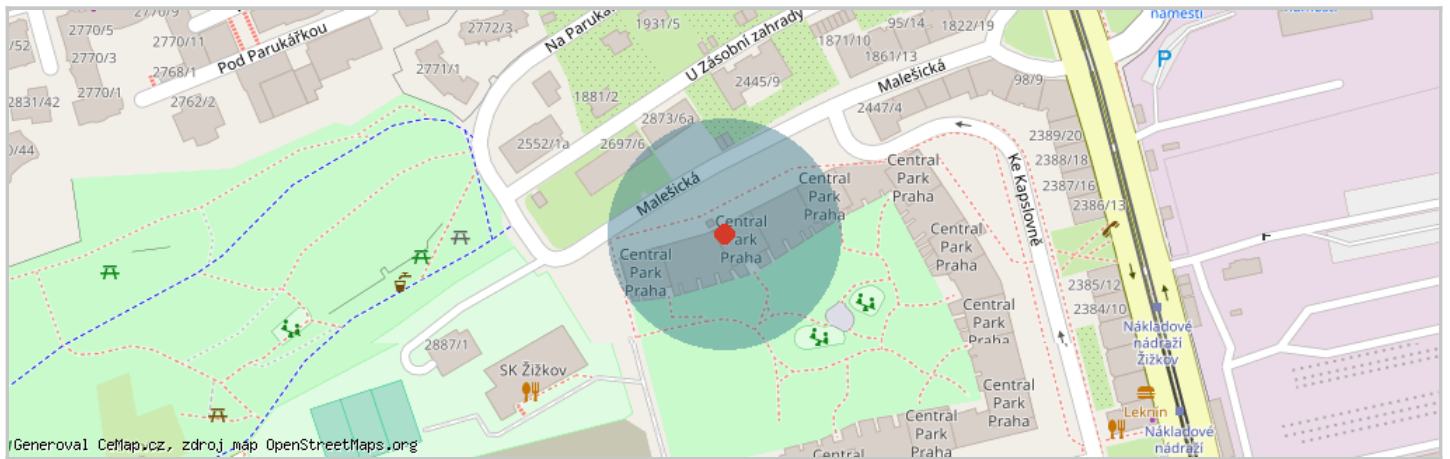 2770/9
náměstí
náměstí
/52
2770/5
2770/11
2772/3
1931/5
95/14
1822/19
Pod Parukářkou
Na Parukář
U Zásobní zahrady
1871/10
1861/13
2770/3
2768/1
2771/1
Malešická
P
98/9
2831/42
2770/1
2762/2
1881/2
2445/9
2447/4
2873/6a
2552/1a
2697/6
2389/20
0/44
2388/18
2387/16
2386/13
Ke Kapslovně
Malešická
Central
Park
Praha
Central
Park
Praha
Central
Park
Praha
Central
Park
Praha
Central
Park
Praha
2385/12
2384/10
Central
Park
Praha
Nákladové
nádraží
Žižkov
2887/1
SK Žižkov
Central
Park
Praha
Leknín
Central
Park
Praha
Nákladové
nádraží
Central
Generoval CeMap.cz, zdroj map OpenStreetMaps.org